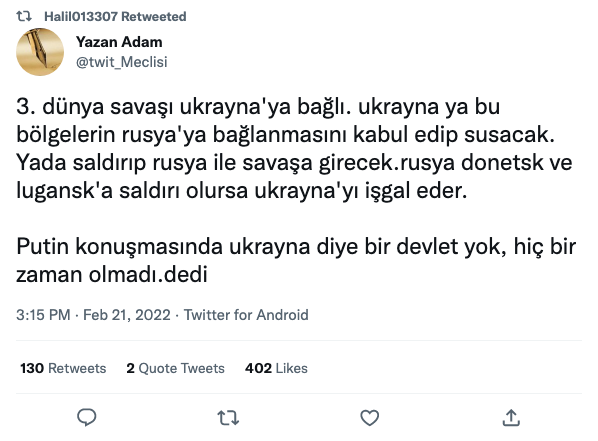 Halil013307 Retweeted
Yazan Adam
@twit_Meclisi
3. dünya savaşı ukrayna'ya bağlı. ukrayna ya bu
bölgelerin rusya'ya bağlanmasını kabul edip susacak.
Yada saldırıp rusya ile savaşa girecek.rusya donetsk ve
lugansk'a saldırı olursa ukrayna'yı işgal eder.
Putin konuşmasında ukrayna diye bir devlet yok, hiç bir
zaman olmadı.dedi
3:15 PM · Feb 21, 2022 · Twitter for Android
130 Retweets 2 Quote Tweets 402 Likes